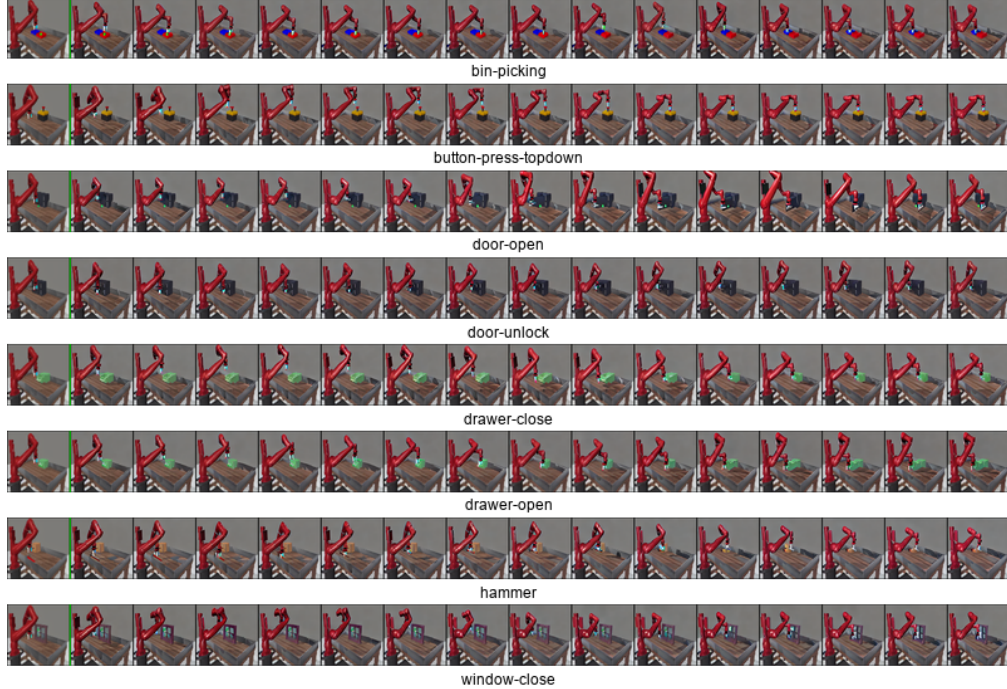 bin-picking
button-press-topdown
door-open
door-unlock
drawer-close
drawer-open
hammer
window-close